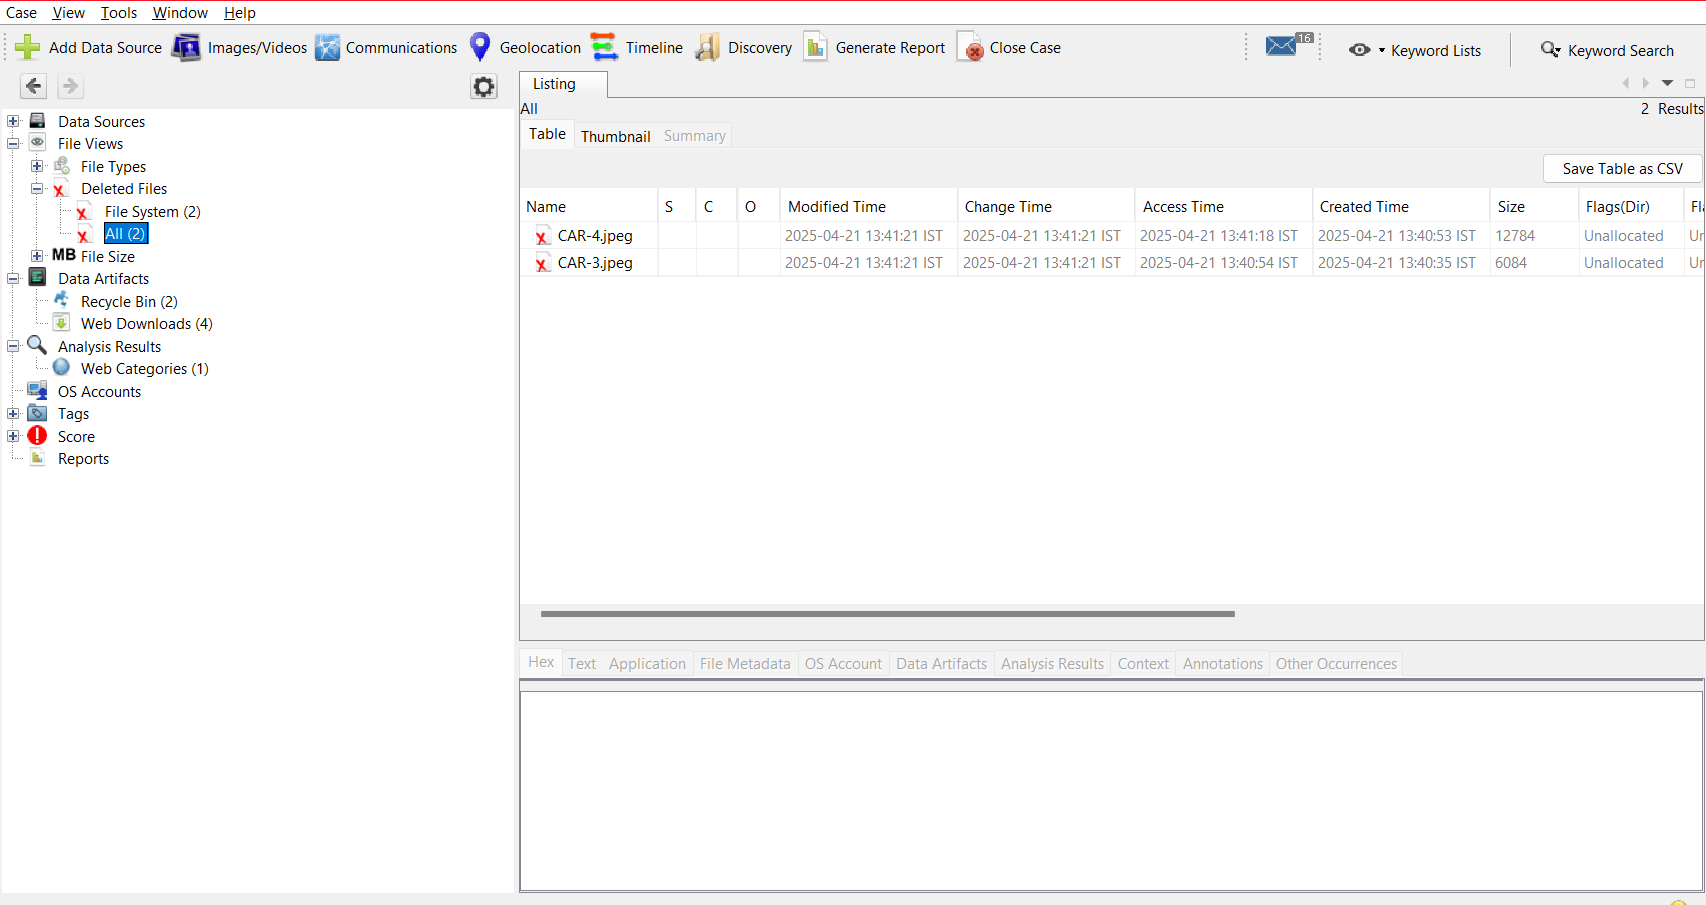 Case View Tools Window Help
Add Data Source Images/Videos Communications Geolocation Timeline Discovery Generate Report Close Case 16 Keyword Lists Keyword Search
Listing
All 2 Results
Table Thumbnail Summary
Save Table as CSV
Name S C O Modified Time Change Time Access Time Created Time Size Flags(Dir)
CAR-4.jpeg 2025-04-21 13:41:21 IST 2025-04-21 13:41:21 IST 2025-04-21 13:41:18 IST 2025-04-21 13:40:53 IST 12784 Unallocated
CAR-3.jpeg 2025-04-21 13:41:21 IST 2025-04-21 13:41:21 IST 2025-04-21 13:40:54 IST 2025-04-21 13:40:35 IST 6084 Unallocated
Data Sources
File Views
File Types
Deleted Files
File System (2)
All (2)
MB File Size
Data Artifacts
Recycle Bin (2)
Web Downloads (4)
Analysis Results
Web Categories (1)
OS Accounts
Tags
Score
Reports
Hex Text Application File Metadata OS Account Data Artifacts Analysis Results Context Annotations Other Occurrences